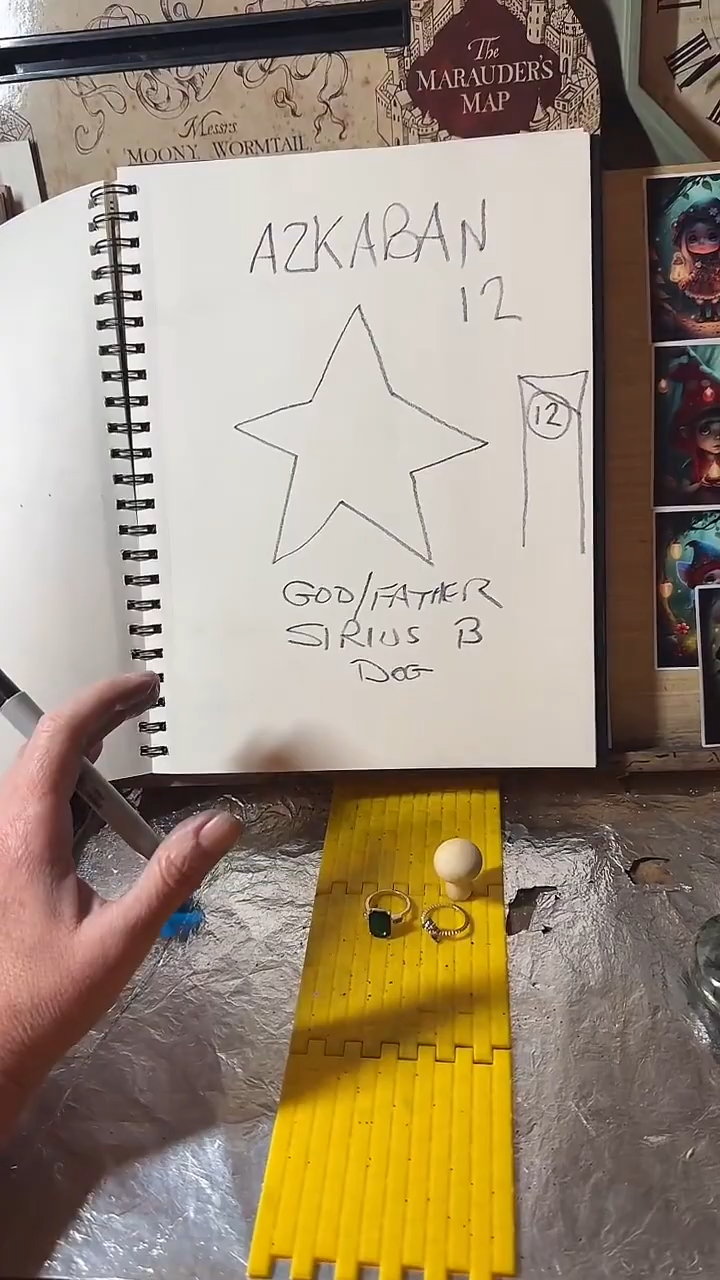 The
MARAUDER'S
MAP
Messrs
MOONY, WORMTAIL,
AZKABAN
12
12
GOD/FATHER
SIRIUS B
DOG